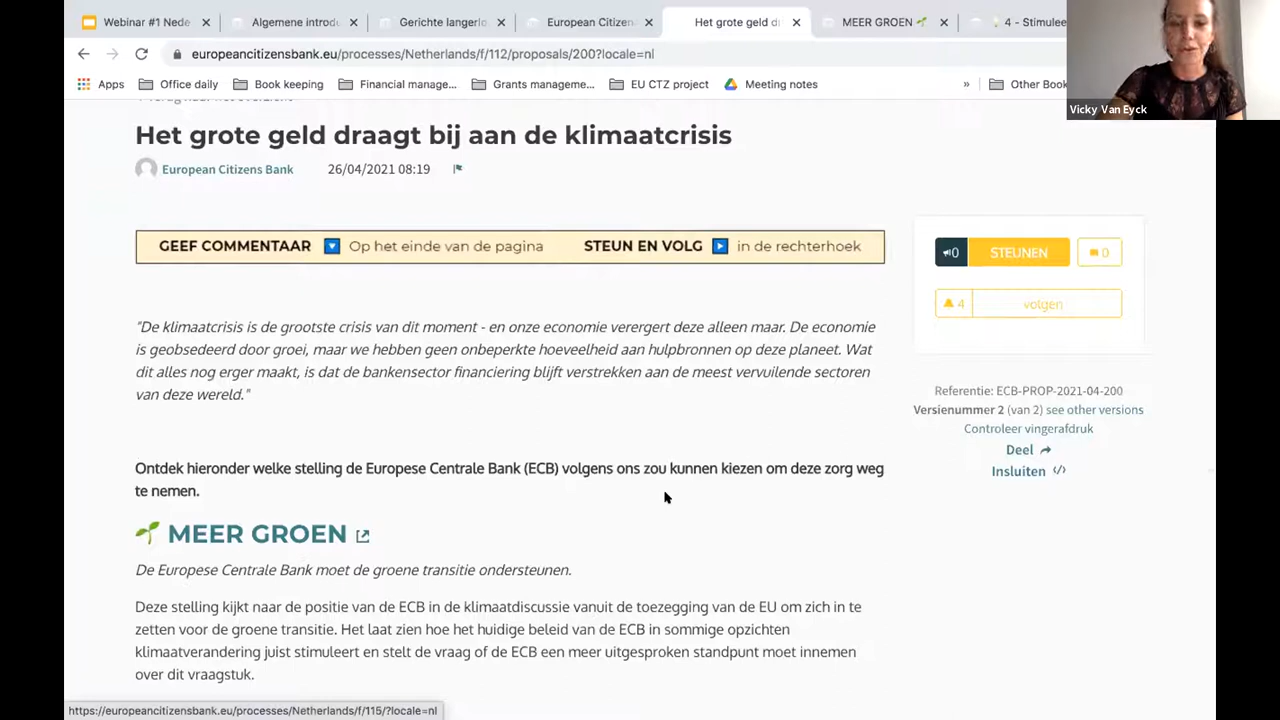 Webinar #1 Nede
Algemene introdu
Gerichte langerlo
European Citizen
Het grote geld d
MEER GROEN 🌱
4 - Stimulee
europeancitizensbank.eu/processes/Netherlands/f/112/proposals/200?locale=nl
Apps
Office daily
Book keeping
Financial manage...
Grants manageme...
EU CTZ project
Meeting notes
»
Other Book
Vicky Van Eyck
Het grote geld draagt bij aan de klimaatcrisis
European Citizens Bank 26/04/2021 08:19
GEEF COMMENTAAR Op het einde van de pagina STEUN EN VOLG in de rechterhoek
0 STEUNEN 0
4 volgen
"De klimaatcrisis is de grootste crisis van dit moment - en onze economie verergert deze alleen maar. De economie
is geobsedeerd door groei, maar we hebben geen onbeperkte hoeveelheid aan hulpbronnen op deze planeet. Wat
dit alles nog erger maakt, is dat de bankensector financiering blijft verstrekken aan de meest vervuilende sectoren
van deze wereld."
Referentie: ECB-PROP-2021-04-200
Versienummer 2 (van 2) see other versions
Controleer vingerafdruk
Deel
Insluiten
Ontdek hieronder welke stelling de Europese Centrale Bank (ECB) volgens ons zou kunnen kiezen om deze zorg weg
te nemen.
🌱 MEER GROEN
De Europese Centrale Bank moet de groene transitie ondersteunen.
Deze stelling kijkt naar de positie van de ECB in de klimaatdiscussie vanuit de toezegging van de EU om zich in te
zetten voor de groene transitie. Het laat zien hoe het huidige beleid van de ECB in sommige opzichten
klimaatverandering juist stimuleert en stelt de vraag of de ECB een meer uitgesproken standpunt moet innemen
over dit vraagstuk.
https://europeancitizensbank.eu/processes/Netherlands/f/115/?locale=nl